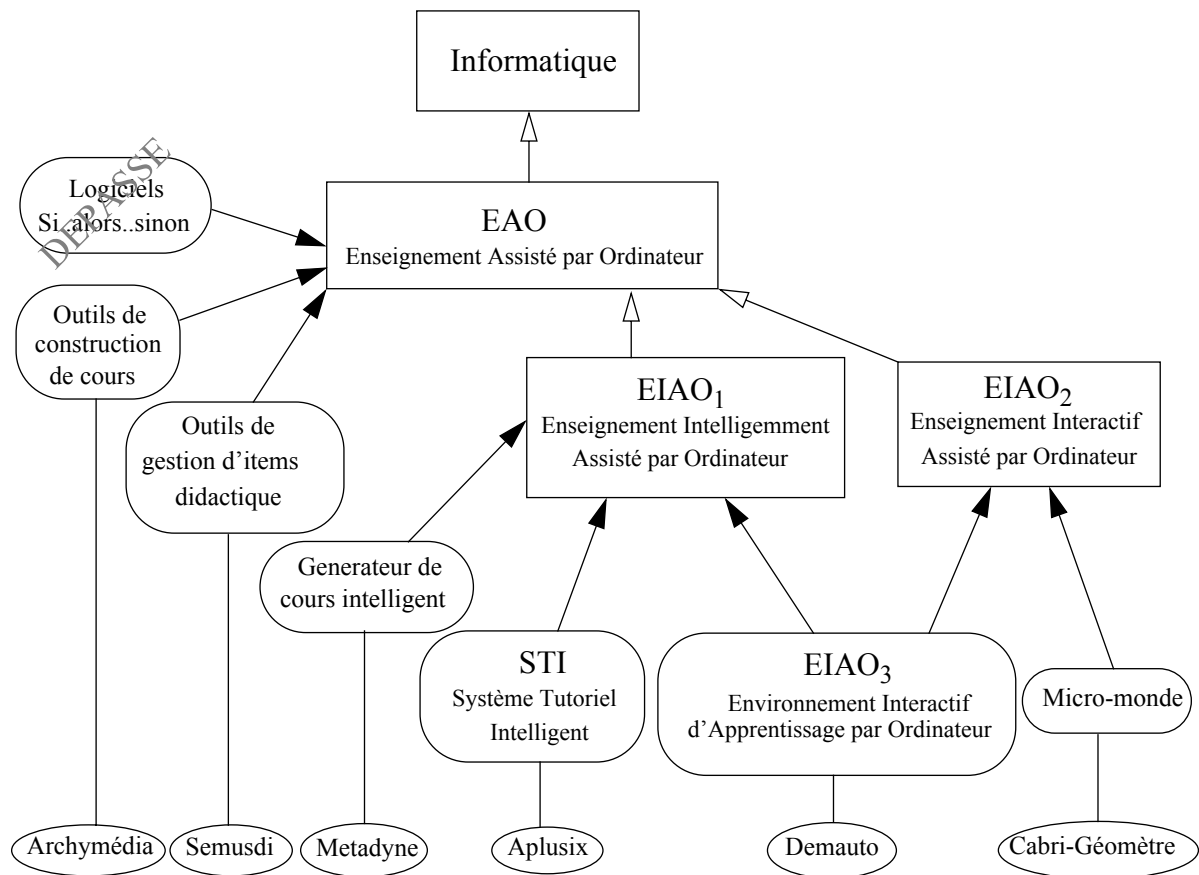 Informatique
DEPASSE
Logiciels
Si..alors..sinon
EAO
Enseignement Assisté par Ordinateur
Outils de
construction
de cours
EIAO1
Enseignement Intelligemment
Assisté par Ordinateur
EIAO2
Enseignement Interactif
Assisté par Ordinateur
Outils de
gestion d’items
didactique
Generateur de
cours intelligent
STI
Système Tutoriel
Intelligent
EIAO3
Environnement Interactif
d’Apprentissage par Ordinateur
Micro-monde
Archymédia
Semusdi
Metadyne
Aplusix
Demauto
Cabri-Géomètre